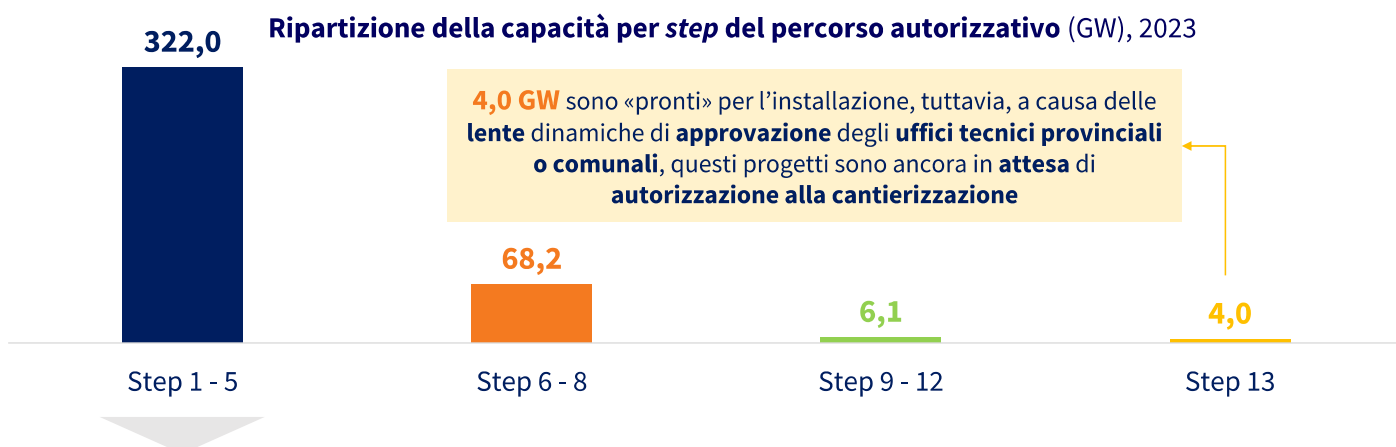 Ripartizione della capacità per step del percorso autorizzativo (GW), 2023
322,0
4,0 GW sono «pronti» per l'installazione, tuttavia, a causa delle
lente dinamiche di approvazione degli uffici tecnici provinciali
o comunali, questi progetti sono ancora in attesa di
autorizzazione alla cantierizzazione
68,2
6,1
4,0
Step 1 - 5
Step 6 - 8
Step 9 - 12
Step 13